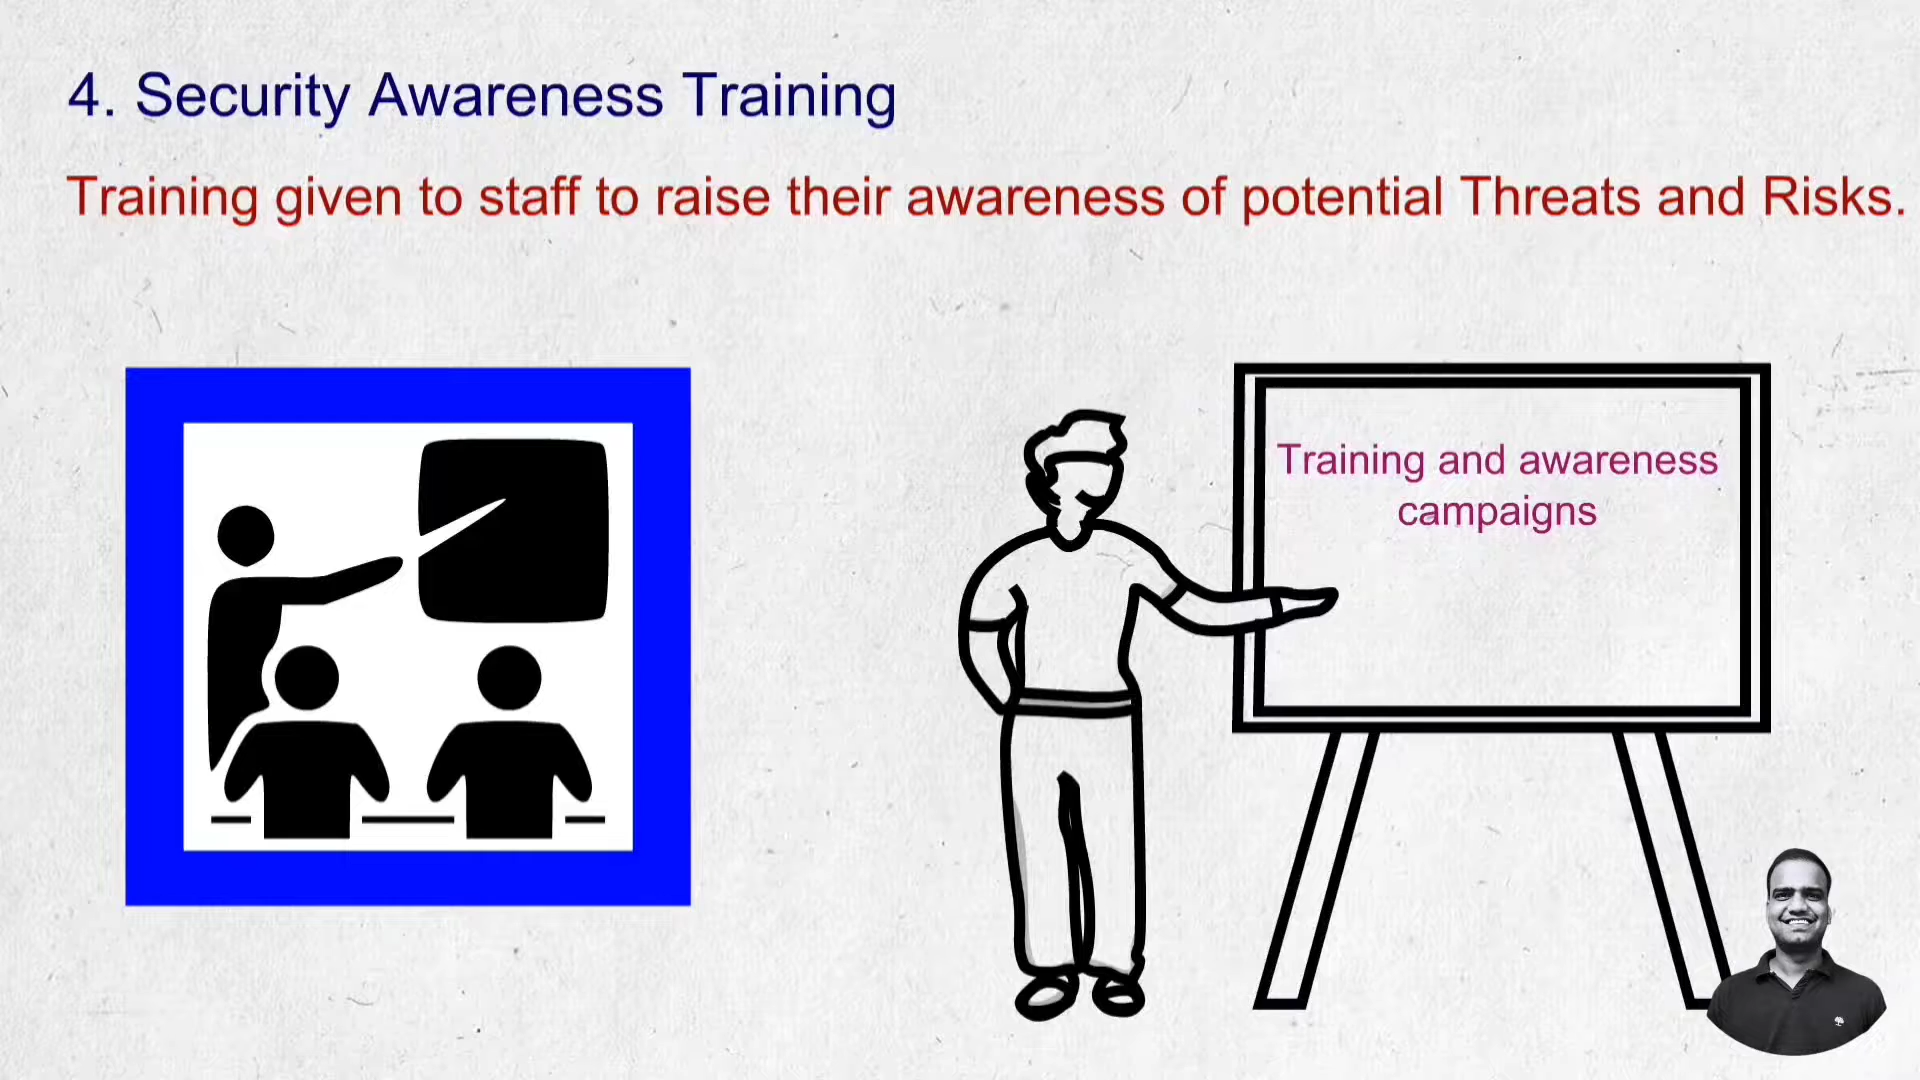 4. Security Awareness Training
Training given to staff to raise their awareness of potential Threats and Risks.
Training and awareness
campaigns